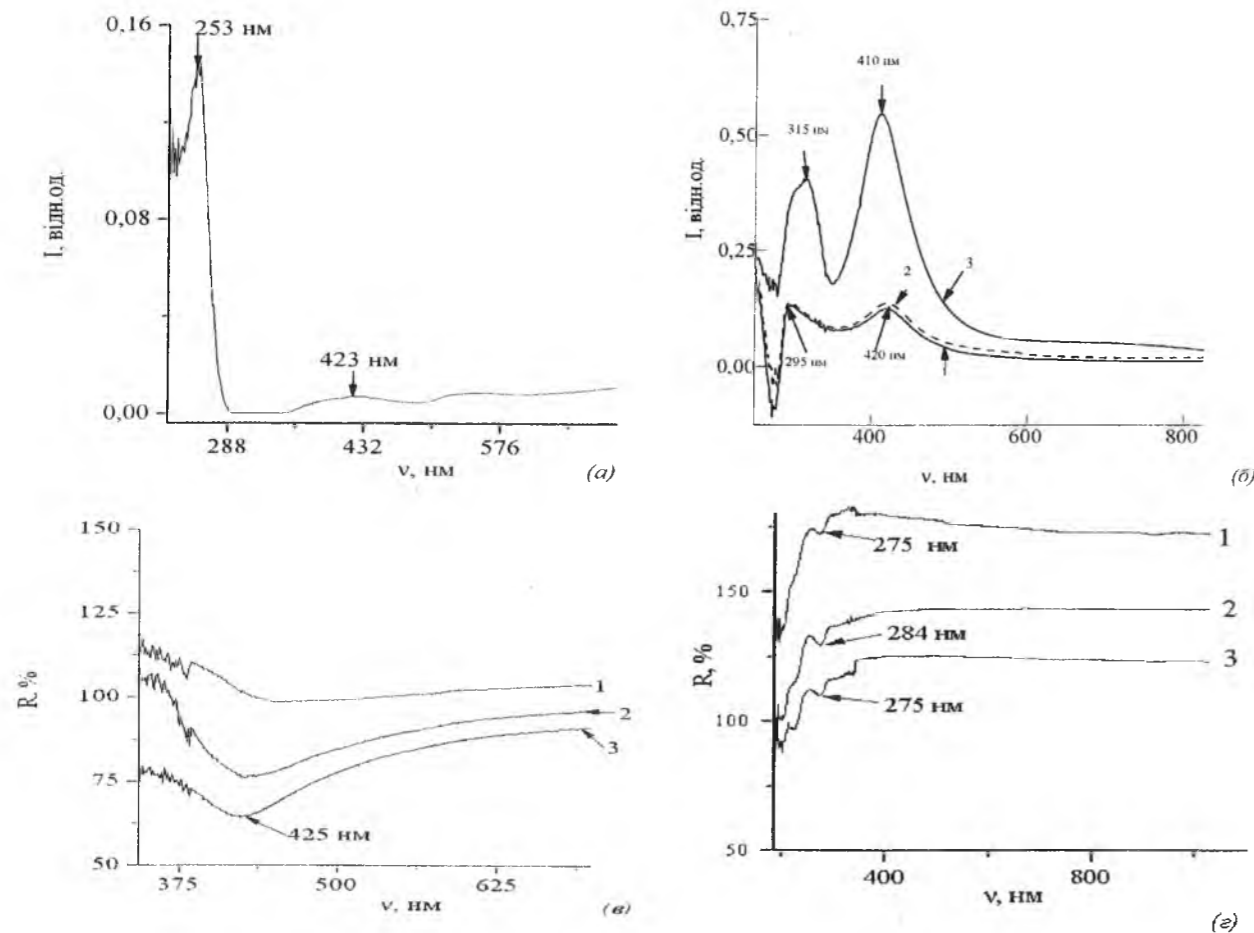 0,16
253 нм
0,08
I, відн.од.
423 нм
0,00
288
432
576
ν, нм
(а)
0,75
410 нм
0,50
315 нм
I, відн.од.
0,25
2
3
0,00
295 нм
420 нм
1
400
600
800
ν, нм
(б)
150
125
R %
100
1
2
3
75
425 нм
50
375
500
625
ν, нм
(в)
275 нм
1
150
2
284 нм
R, %
3
275 нм
100
50
400
800
ν, нм
(г)